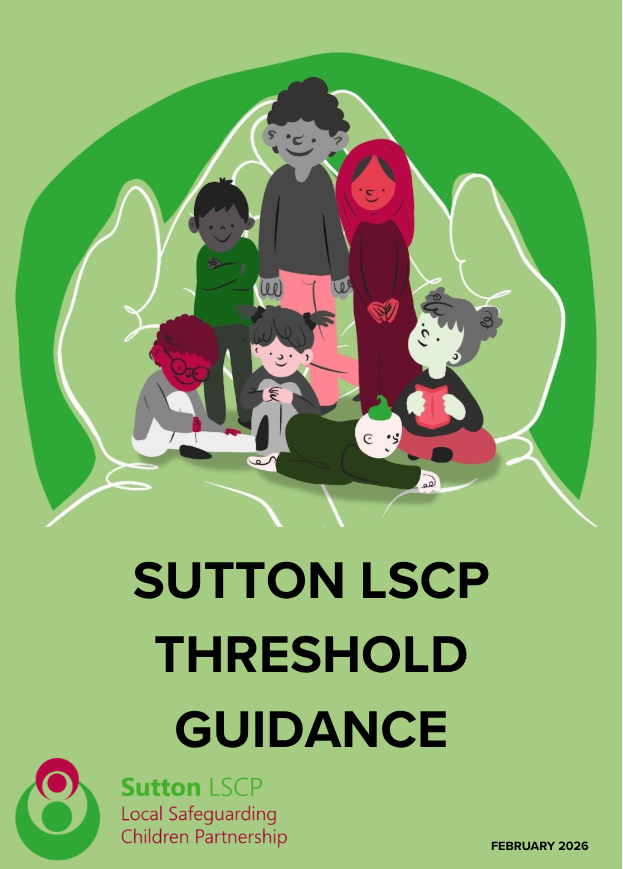 SUTTON LSCP
THRESHOLD
GUIDANCE
Sutton LSCP
Local Safeguarding
Children Partnership
FEBRUARY 2026